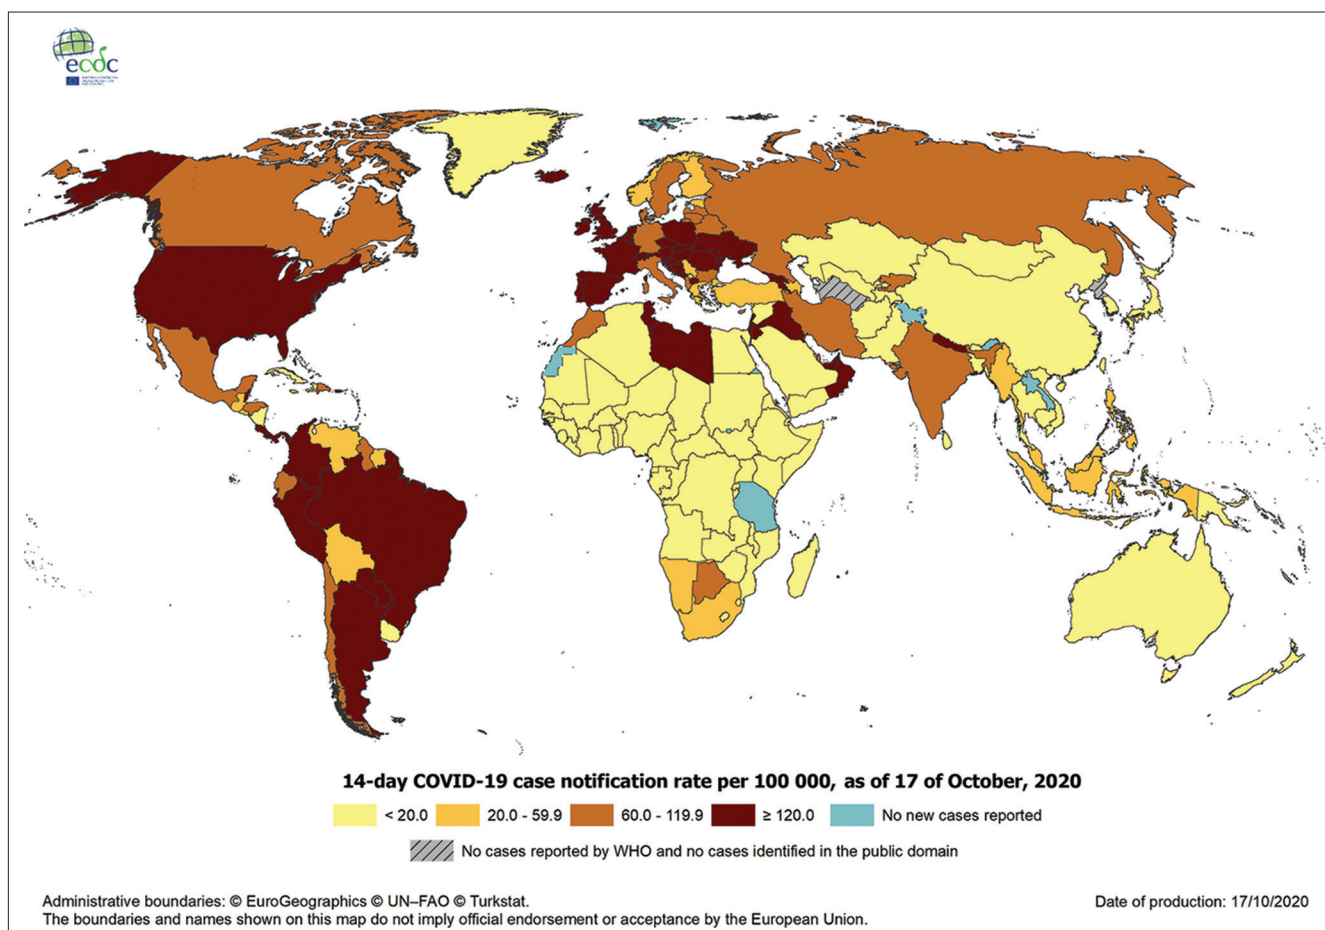 ecdc
14-day COVID-19 case notification rate per 100 000, as of 17 of October, 2020
< 20.0
20.0 - 59.9
60.0 - 119.9
≥ 120.0
No new cases reported
No cases reported by WHO and no cases identified in the public domain
Administrative boundaries: © EuroGeographics © UN–FAO © Turkstat.
The boundaries and names shown on this map do not imply official endorsement or acceptance by the European Union.
Date of production: 17/10/2020